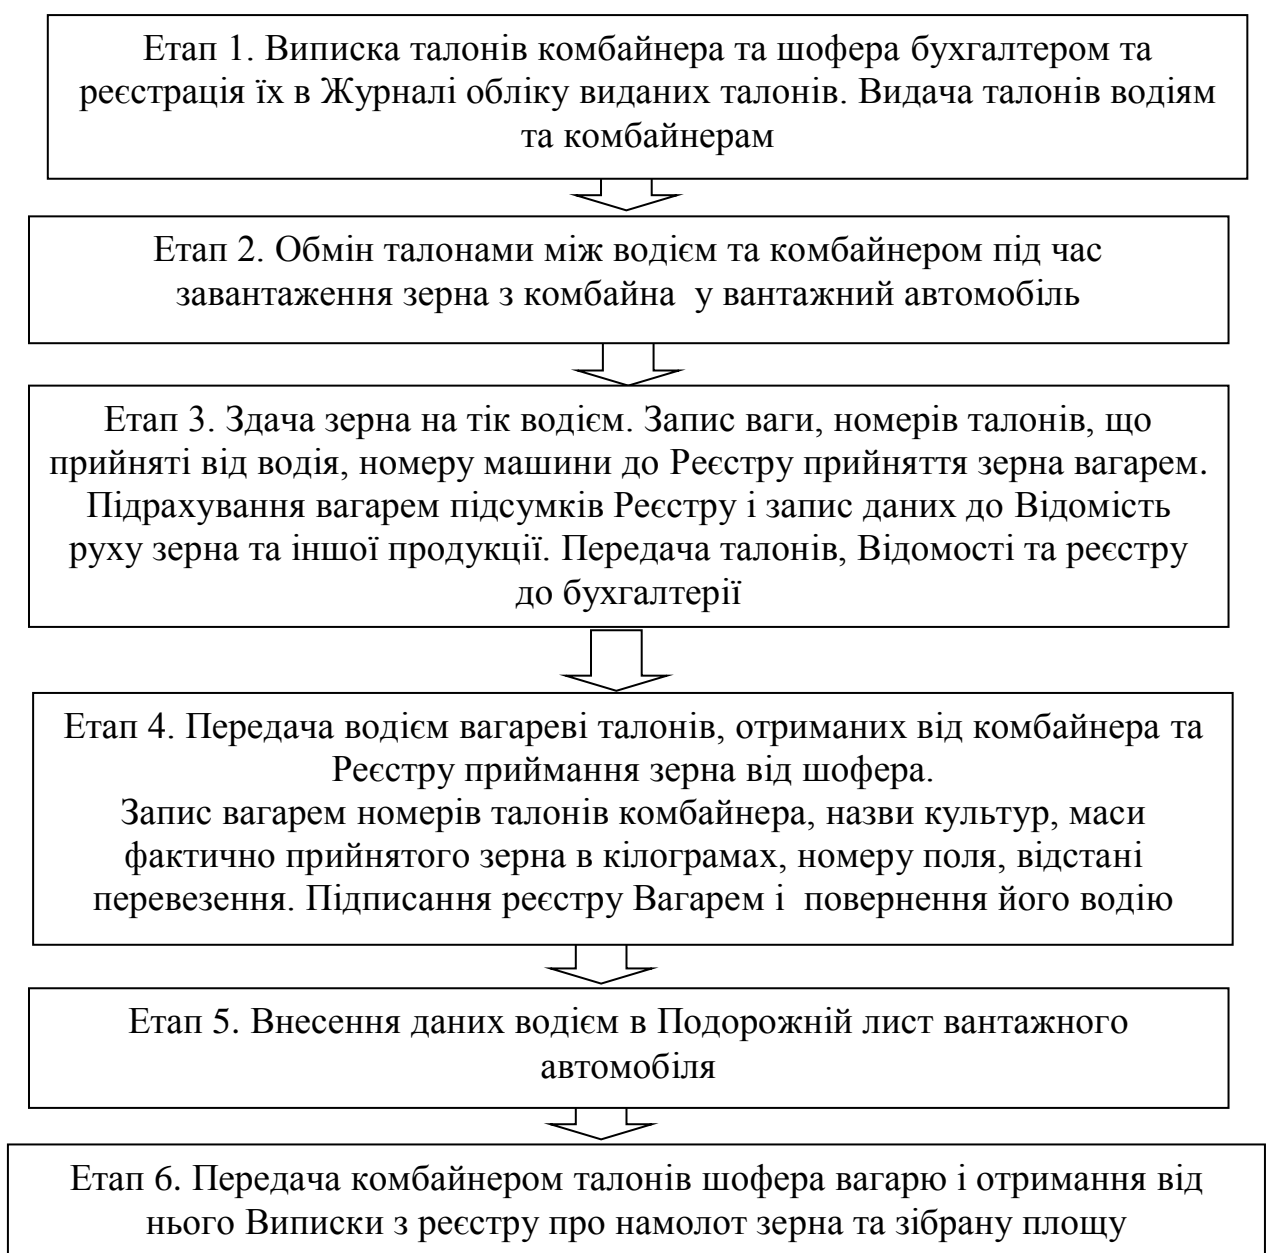 Етап 1. Виписка талонів комбайнера та шофера бухгалтером та
реєстрація їх в Журналі обліку виданих талонів. Видача талонів водіям
та комбайнерам
Етап 2. Обмін талонами між водієм та комбайнером під час
завантаження зерна з комбайна у вантажний автомобіль
Етап 3. Здача зерна на тік водієм. Запис ваги, номерів талонів, що
прийняті від водія, номеру машини до Реєстру прийняття зерна вагарем.
Підрахування вагарем підсумків Реєстру і запис даних до Відомість
руху зерна та іншої продукції. Передача талонів, Відомості та реєстру
до бухгалтерії
Етап 4. Передача водієм вагареві талонів, отриманих від комбайнера та
Реєстру приймання зерна від шофера.
Запис вагарем номерів талонів комбайнера, назви культур, маси
фактично прийнятого зерна в кілограмах, номеру поля, відстані
перевезення. Підписання реєстру Вагарем і повернення його водію
Етап 5. Внесення даних водієм в Подорожній лист вантажного
автомобіля
Етап 6. Передача комбайнером талонів шофера вагарю і отримання від
нього Виписки з реєстру про намолот зерна та зібрану площу